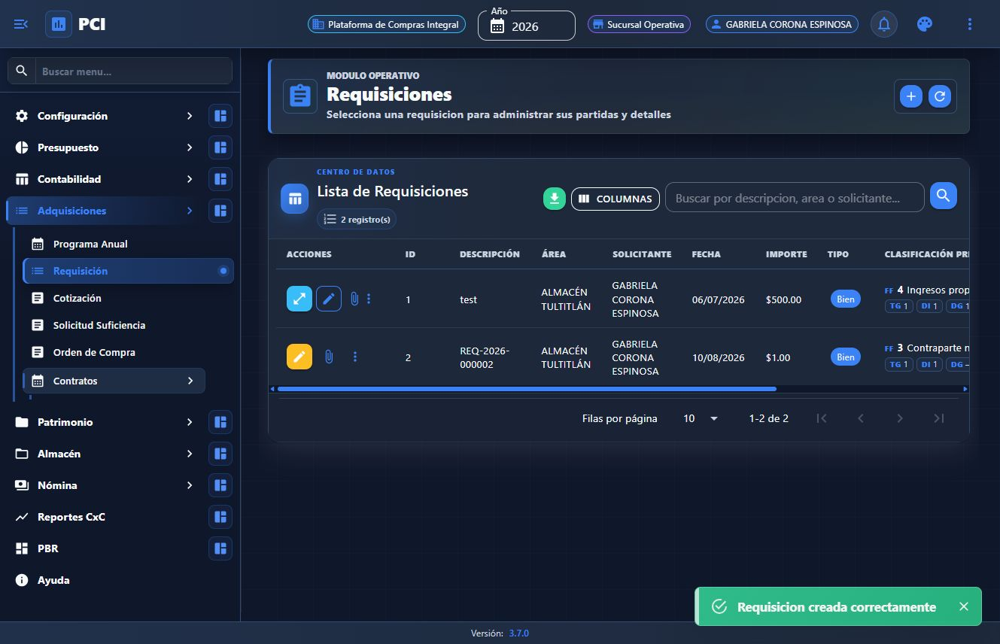 PCI
Plataforma de Compras Integral
Año
2026
Sucursal Operativa
GABRIELA CORONA ESPINOSA
Buscar menu...
Configuración
Presupuesto
Contabilidad
Adquisiciones
Programa Anual
Requisición
Cotización
Solicitud Suficiencia
Orden de Compra
Contratos
Patrimonio
Almacén
Nómina
Reportes CxC
PBR
Ayuda
MODULO OPERATIVO
Requisiciones
Selecciona una requisicion para administrar sus partidas y detalles
CENTRO DE DATOS
Lista de Requisiciones
2 registro(s)
COLUMNAS
Buscar por descripcion, area o solicitante...
ACCIONES ID DESCRIPCIÓN ÁREA SOLICITANTE FECHA IMPORTE TIPO CLASIFICACIÓN PR
1 test ALMACÉN TULTITLÁN GABRIELA CORONA ESPINOSA 06/07/2026 $500.00 Bien FF 4 Ingresos prop
TG 1 DI 1 DG 1
2 REQ-2026-000002 ALMACÉN TULTITLÁN GABRIELA CORONA ESPINOSA 10/08/2026 $1.00 Bien FF 3 Contraparte n
TG 1 DI 1 DG –
Filas por página 10 1-2 de 2
Requisicion creada correctamente
Versión: 3.7.0